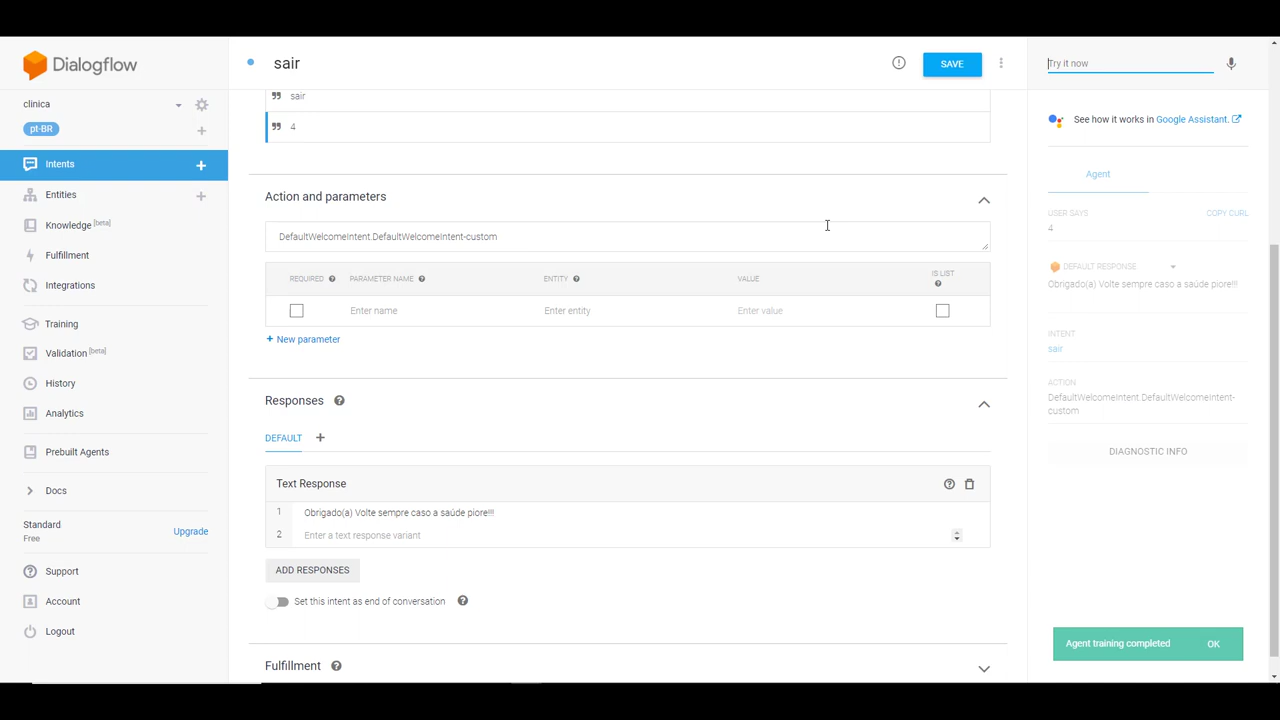 Dialogflow
sair
SAVE
Try it now
clinica
pt-BR
Intents
Entities
Knowledge [beta]
Fulfillment
Integrations
Training
Validation [beta]
History
Analytics
Prebuilt Agents
Docs
Standard
Free
Upgrade
Support
Account
Logout
sair
4
Action and parameters
DefaultWelcomeIntent.DefaultWelcomeIntent-custom
REQUIRED PARAMETER NAME ENTITY VALUE IS LIST
Enter name Enter entity Enter value
+ New parameter
Responses
DEFAULT +
Text Response
1 Obrigado(a) Volte sempre caso a saúde piore!!!
2 Enter a text response variant
ADD RESPONSES
Set this intent as end of conversation
Fulfillment
See how it works in Google Assistant.
Agent
USER SAYS COPY CURL
4
DEFAULT RESPONSE
Obrigado(a) Volte sempre caso a saúde piore!!!
INTENT
sair
ACTION
DefaultWelcomeIntent.DefaultWelcomeIntent-
custom
DIAGNOSTIC INFO
Agent training completed OK